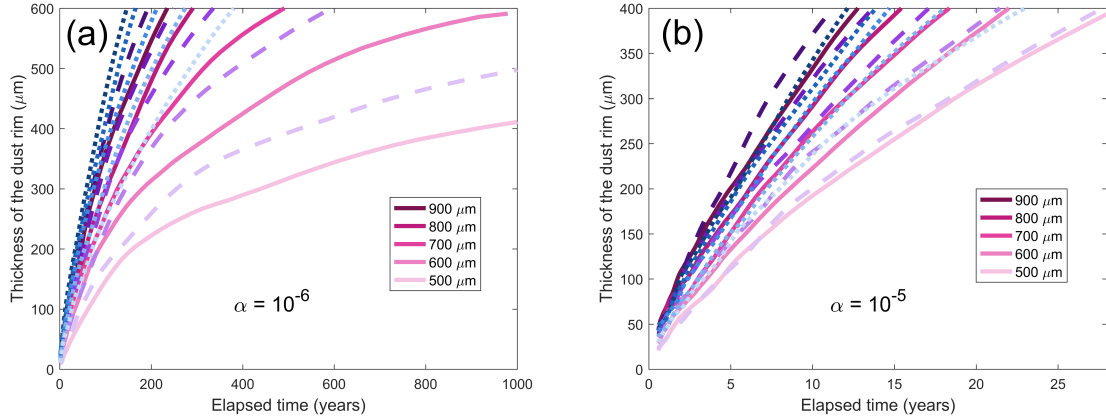 (a)
Thickness of the dust rim (μm)
600
500
400
300
200
100
0
0 200 400 600 800 1000
Elapsed time (years)
900 μm
800 μm
700 μm
600 μm
500 μm
α = 10⁻⁶
(b)
Thickness of the dust rim (μm)
400
350
300
250
200
150
100
50
0
0 5 10 15 20 25
Elapsed time (years)
900 μm
800 μm
700 μm
600 μm
500 μm
α = 10⁻⁵